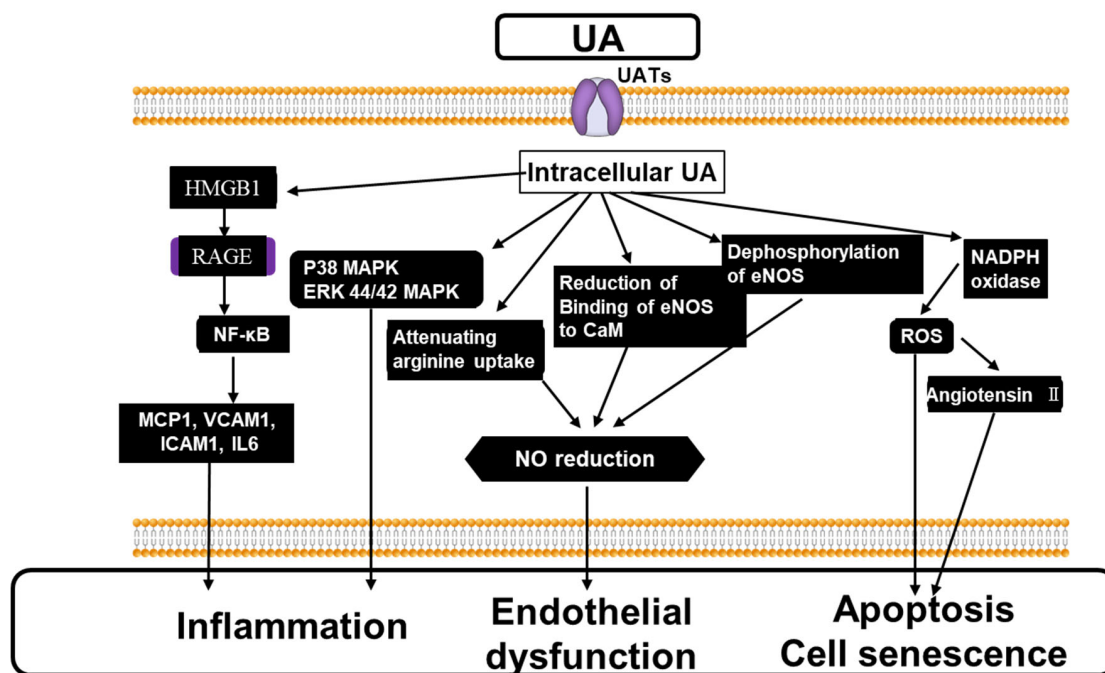 UA
UATs
Intracellular UA
HMGB1
RAGE
NF-κB
MCP1, VCAM1,
ICAM1, IL6
P38 MAPK
ERK 44/42 MAPK
Attenuating
arginine uptake
Reduction of
Binding of eNOS
to CaM
Dephosphorylation
of eNOS
NADPH
oxidase
ROS
Angiotensin Ⅱ
NO reduction
Inflammation
Endothelial
dysfunction
Apoptosis
Cell senescence